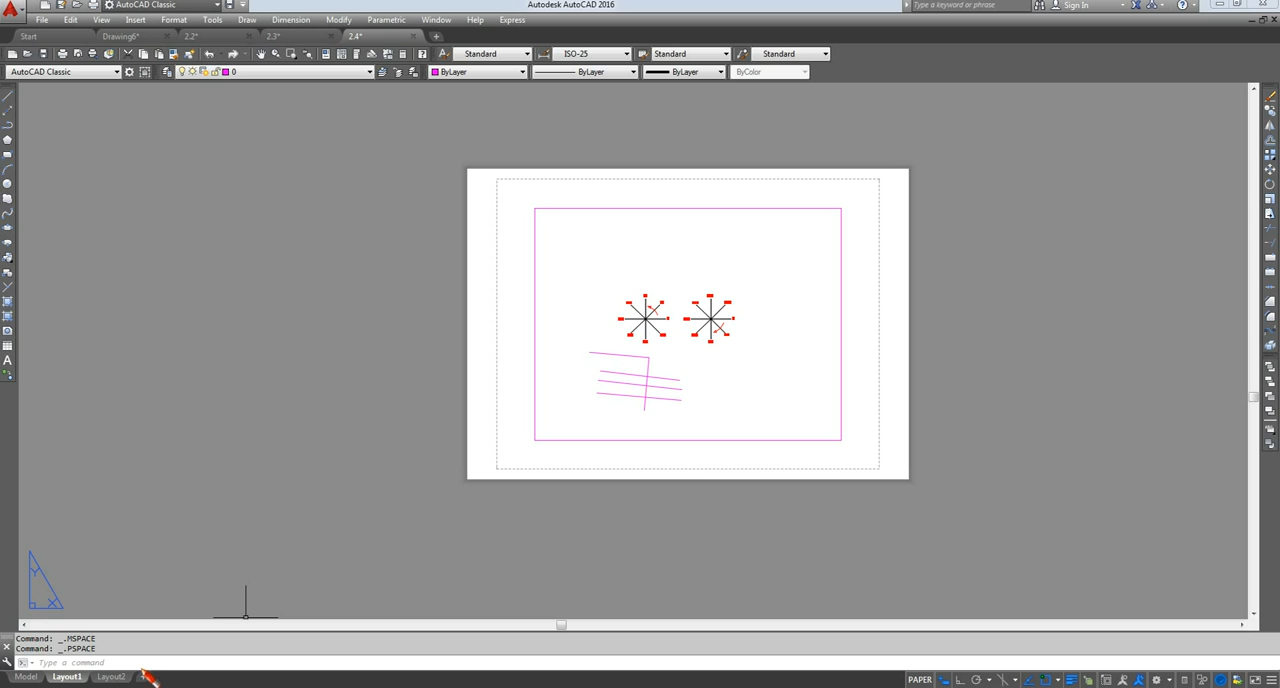 AutoCAD Classic
Autodesk AutoCAD 2016
Type a keyword or phrase
Sign In
File Edit View Insert Format Tools Draw Dimension Modify Parametric Window Help Express
Start Drawing6* 2.2* 2.3* 2.4*
Standard ISO-25 Standard Standard
AutoCAD Classic 0 ByLayer ByLayer ByLayer ByColor
Y
X
Command: _.MSPACE
Command: _.PSPACE
Type a command
Model Layout1 Layout2 +
PAPER